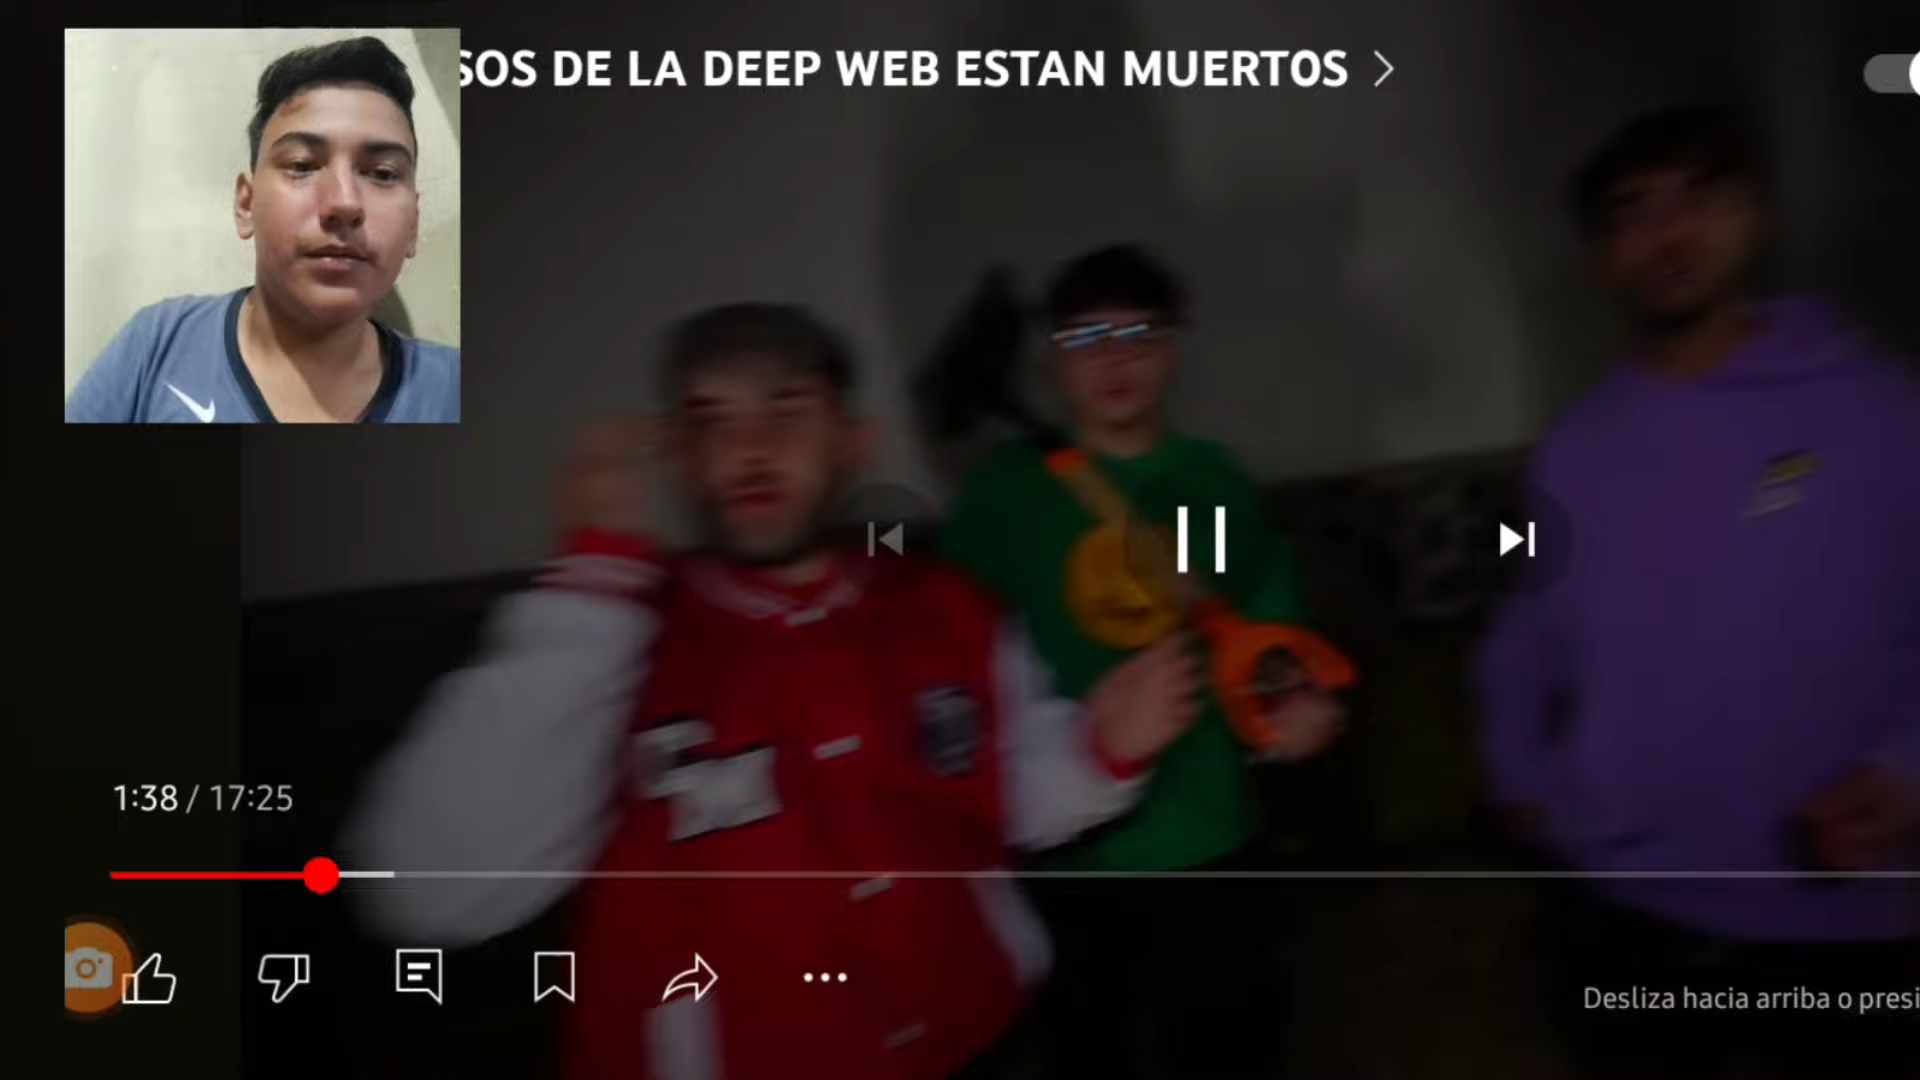 SOS DE LA DEEP WEB ESTAN MUERTOS
1:38 / 17:25
Desliza hacia arriba o presi